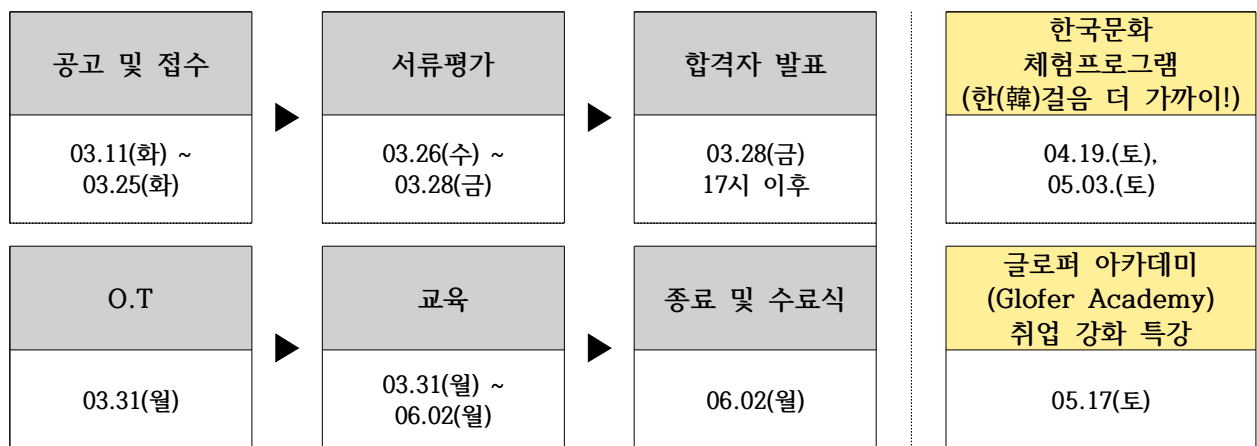 공고 및 접수
03.11(화) ~
03.25(화)
서류평가
03.26(수) ~
03.28(금)
합격자 발표
03.28(금)
17시 이후
한국문화
체험프로그램
(한(韓)걸음 더 가까이!)
04.19.(토),
05.03.(토)
O.T
03.31(월)
교육
03.31(월) ~
06.02(월)
종료 및 수료식
06.02(월)
글로퍼 아카데미
(Glofer Academy)
취업 강화 특강
05.17(토)